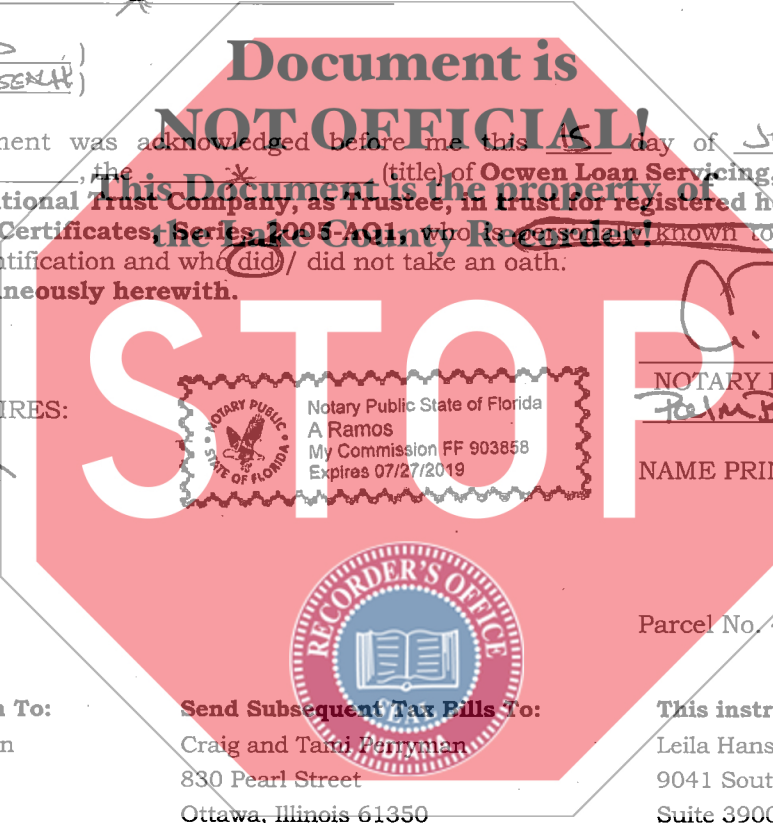 Document is
NOT OFFICIAL!
This Document is the property of
the Lake County Recorder!
STOP
ment was acknowledged before me this 15 day of
, the * (title) of Ocwen Loan Servicing,
tional Trust Company, as Trustee, in trust for registered h
Certificates, Series 2005-AQ1, who is personally known to
ntification and who did / did not take an oath.
neously herewith.
NOTARY PUBLIC
STATE OF FLORIDA
Notary Public State of Florida
A Ramos
My Commission FF 903858
Expires 07/27/2019
IRES:
NOTARY
NAME PRI
RECORDER'S OFFICE
INDIANA
Parcel No.
n To:
n
Send Subsequent Tax Bills To:
Craig and Tami Perryman
830 Pearl Street
Ottawa, Illinois 61350
This instr
Leila Hans
9041 Sout
Suite 3900